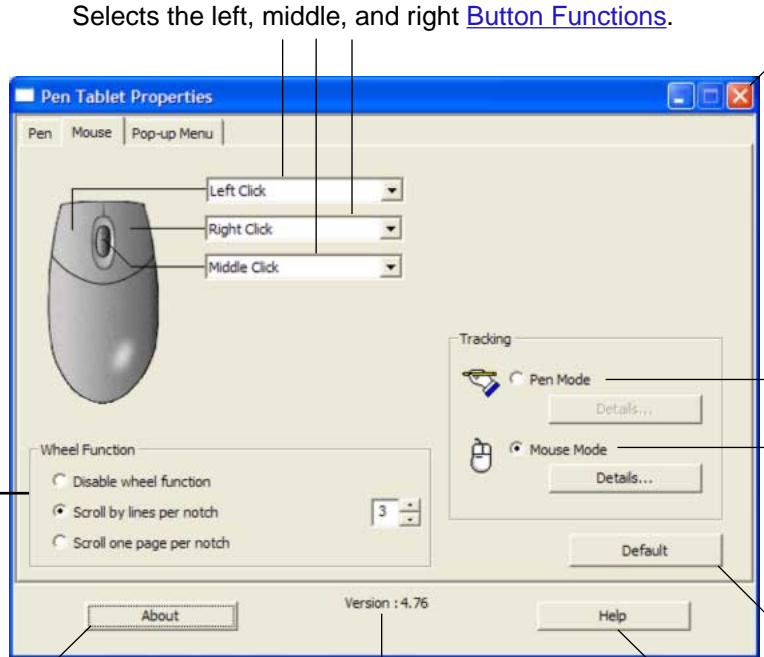 Selects the left, middle, and right Button Functions.
Pen Tablet Properties
Pen Mouse Pop-up Menu
Left Click
Right Click
Middle Click
Tracking
Pen Mode
Details...
Mouse Mode
Details...
Wheel Function
Disable wheel function
Scroll by lines per notch 3
Scroll one page per notch
Default
About
Version : 4.76
Help